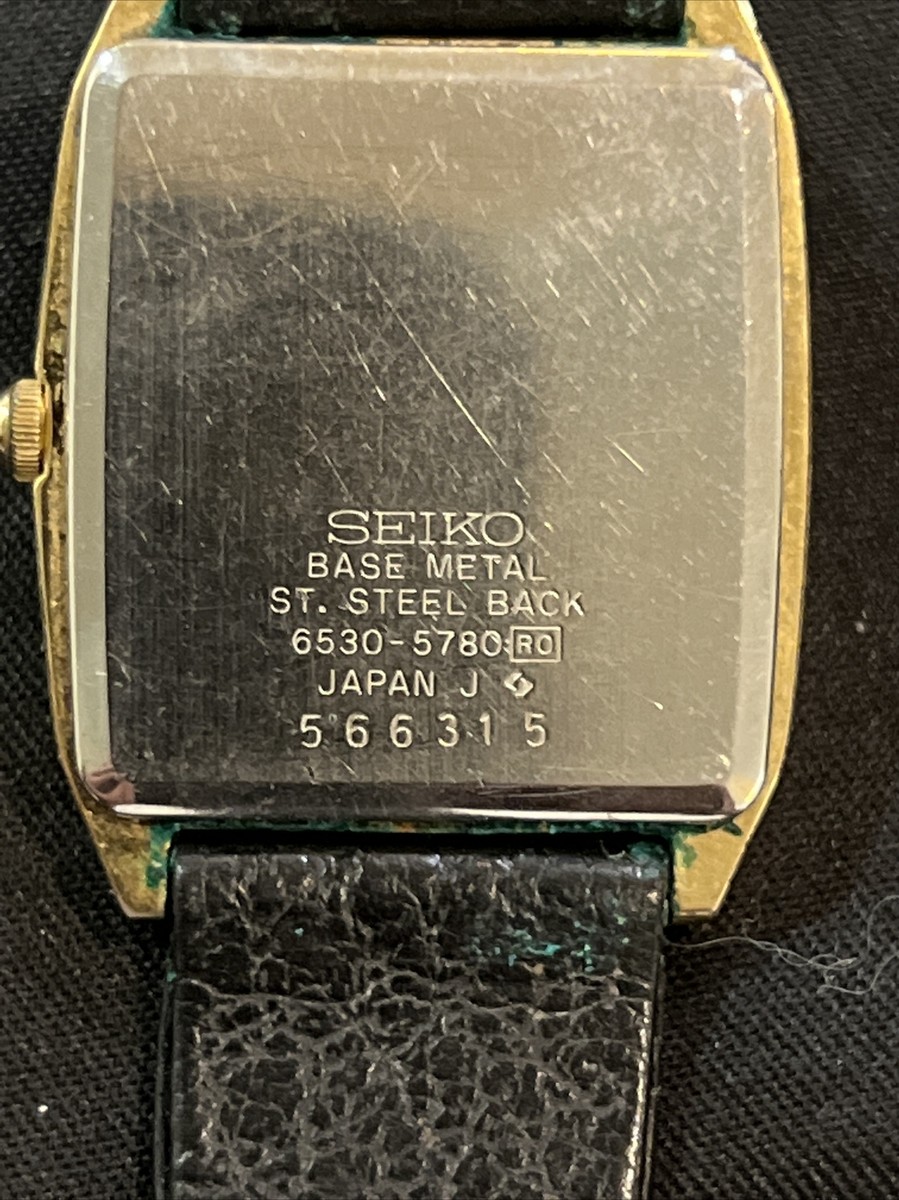 SEIKO
BASE METAL
ST. STEEL BACK
6530-5780 RO
JAPAN J
566315